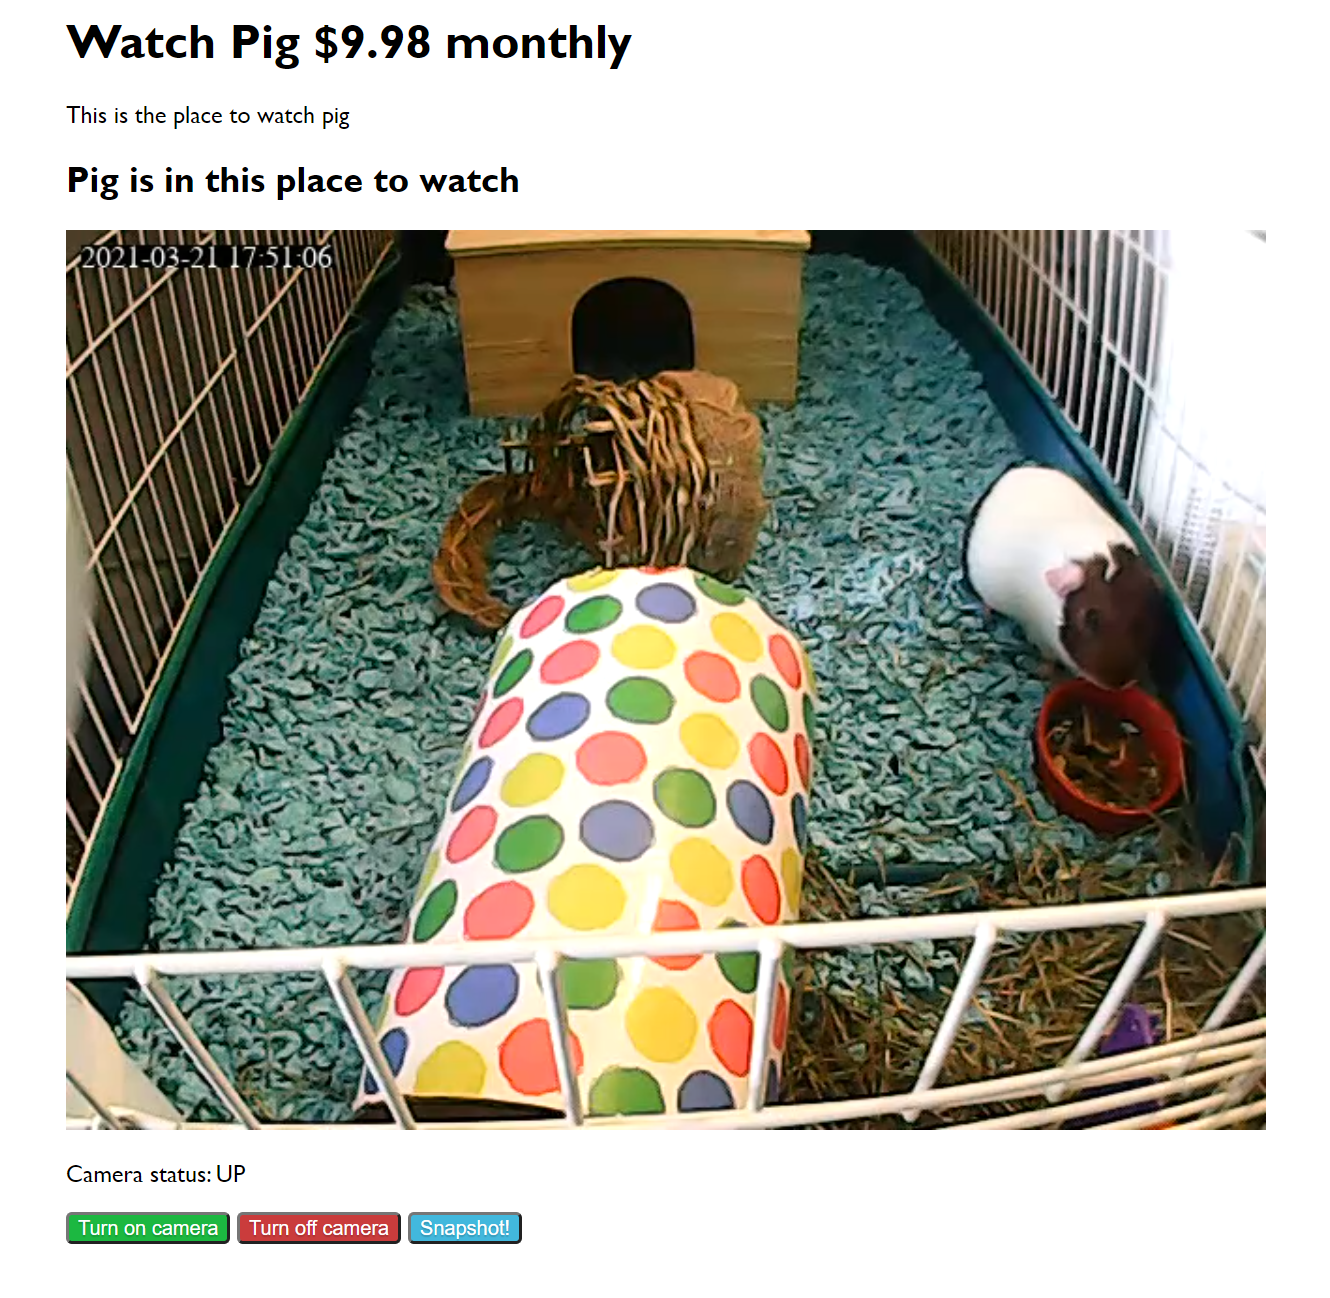 Watch Pig $9.98 monthly
This is the place to watch pig
Pig is in this place to watch
2021-03-21 17:51:06
Camera status: UP
Turn on camera Turn off camera Snapshot!